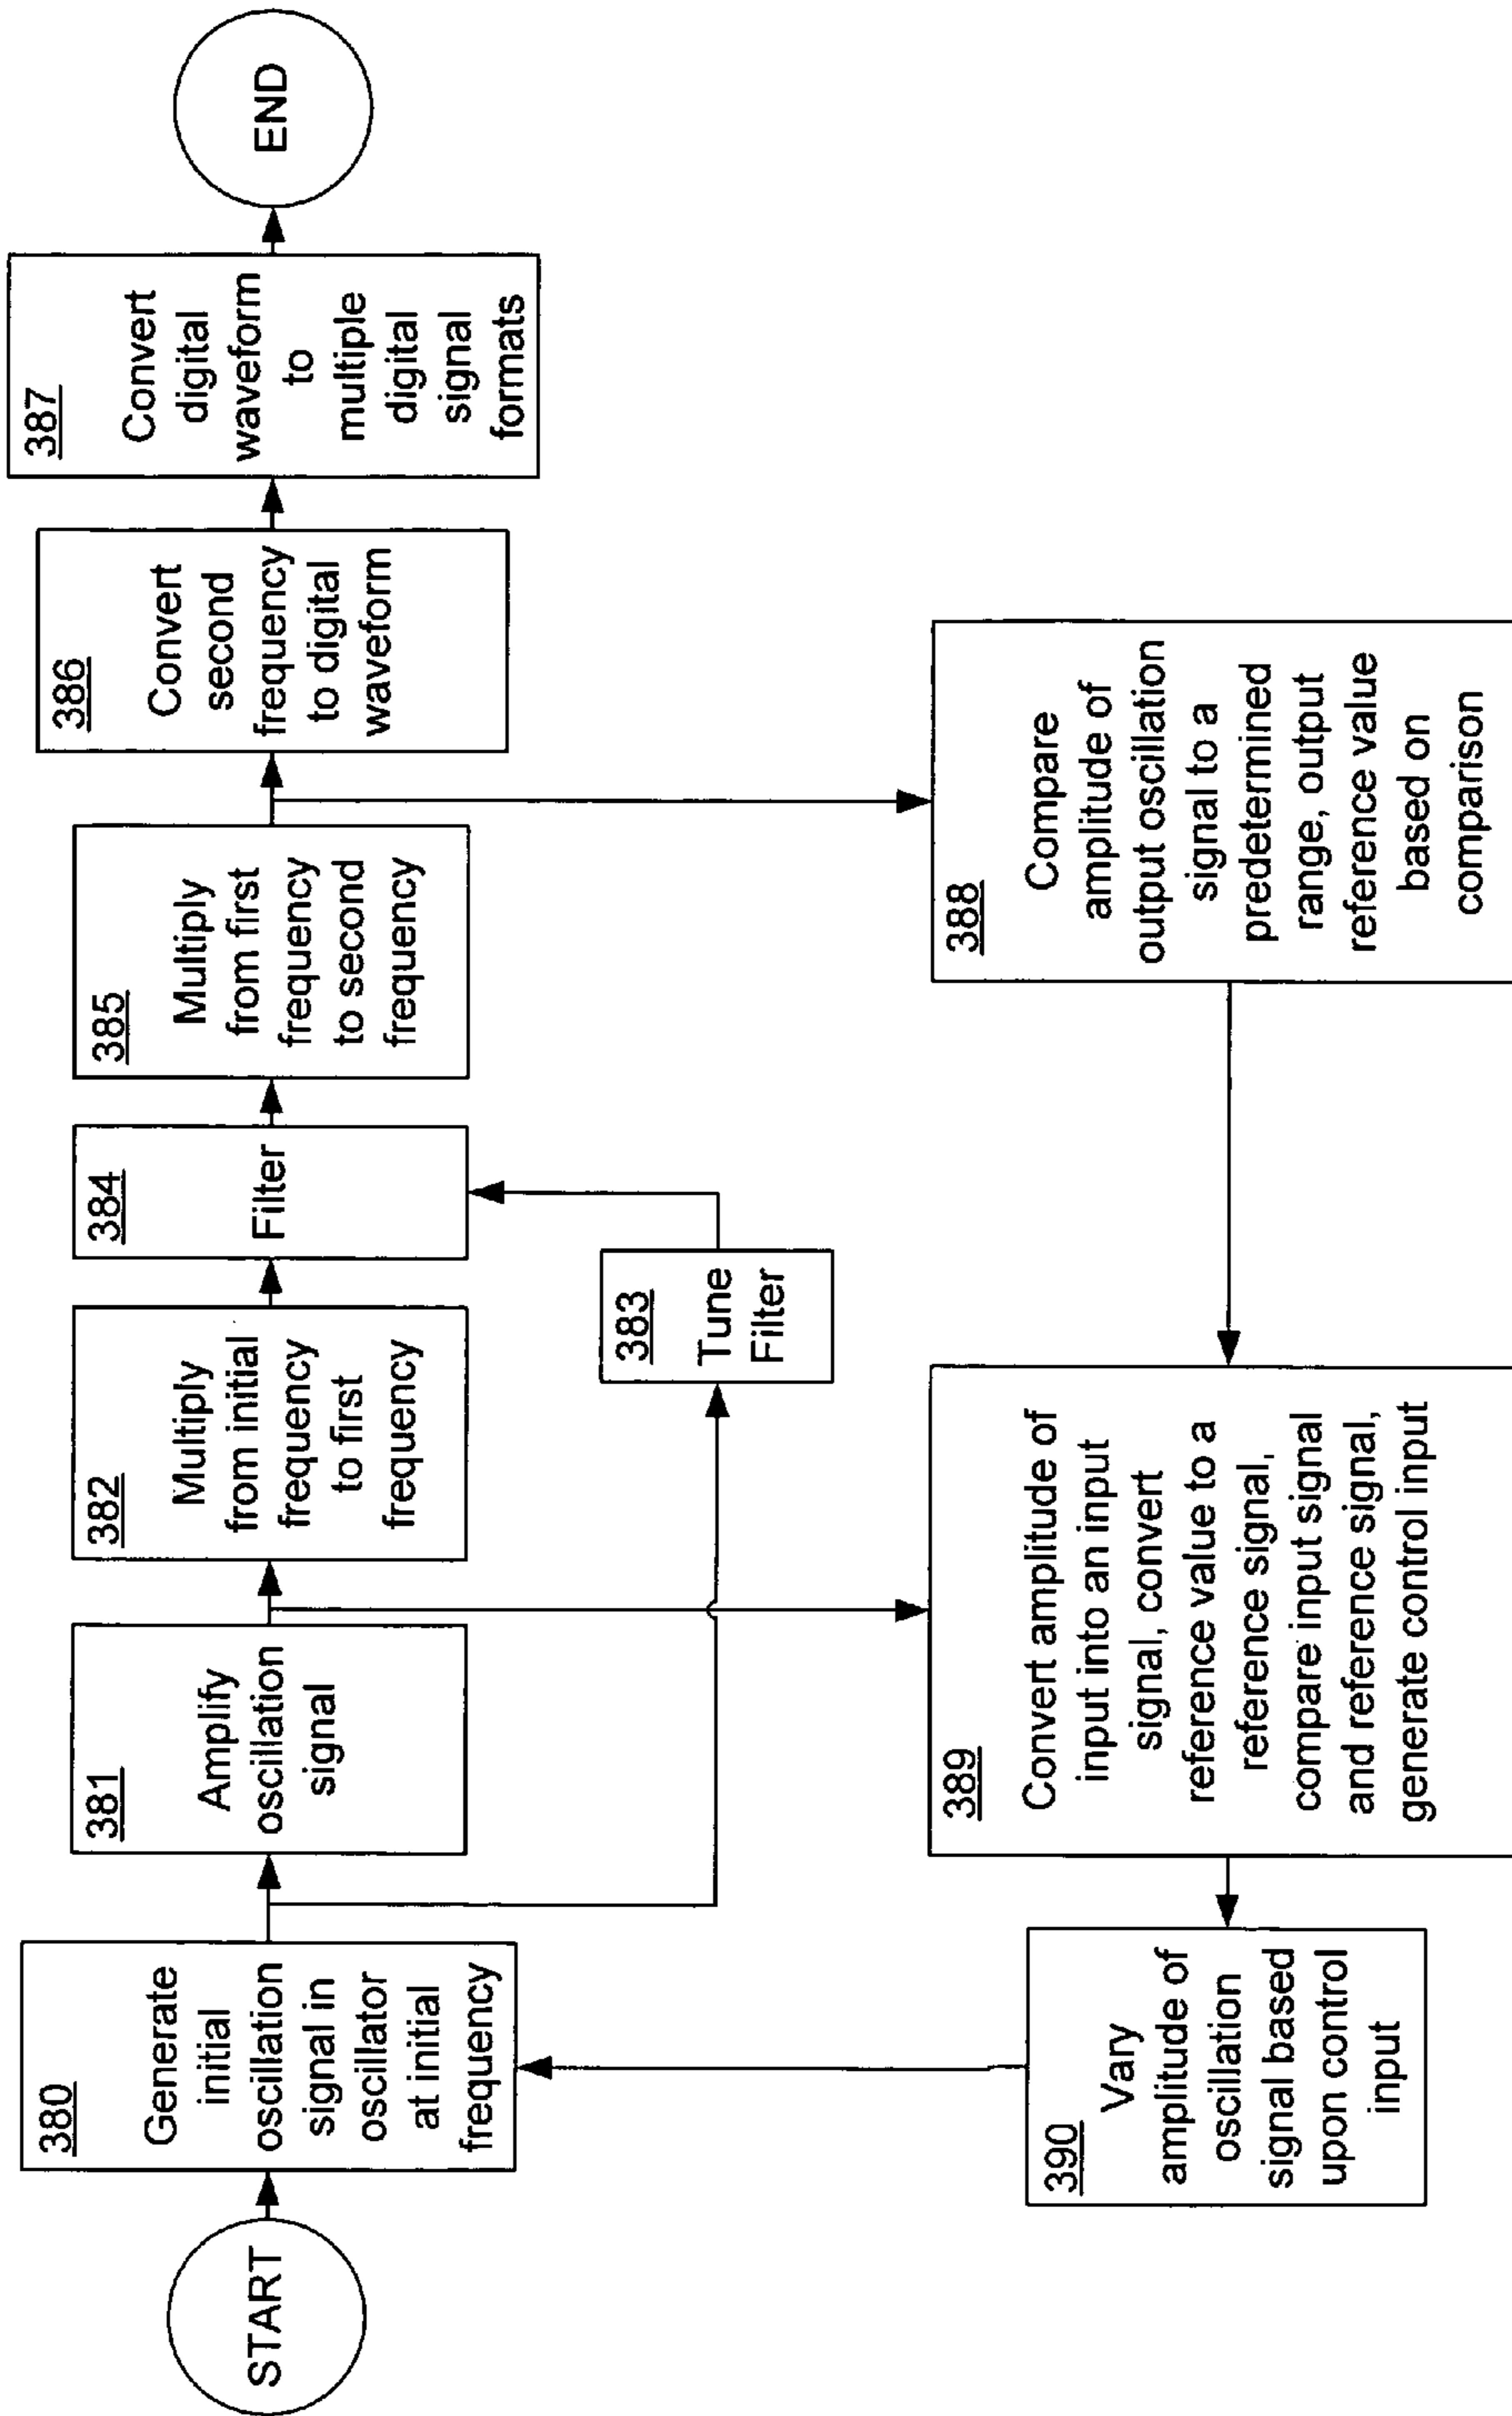 START
380
Generate
initial
oscillation
signal in
oscillator
at initial
frequency
381
Amplify
oscillation
signal
382
Multiply
from initial
frequency
to first
frequency
383
Tune
Filter
384
Filter
385
Multiply
from first
frequency
to second
frequency
386
Convert
second
frequency
to digital
waveform
387
Convert
digital
waveform
to
multiple
digital
signal
formats
END
388
Compare
amplitude of
output oscillation
signal to a
predetermined
range, output
reference value
based on
comparison
389
Convert amplitude of
input into an input
signal, convert
reference value to a
reference signal,
compare input signal
and reference signal,
generate control input
390
Vary
amplitude of
oscillation
signal based
upon control
input